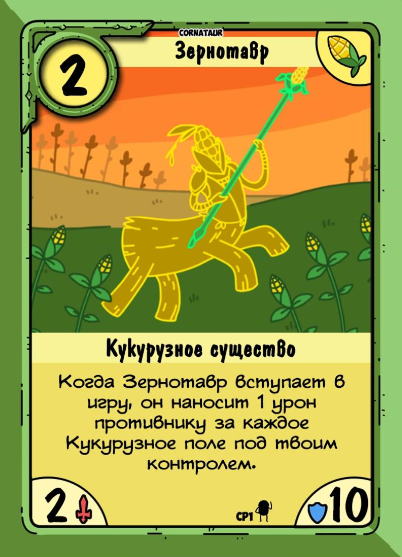 CORNATAUR
2
Зернотавр
Кукурузное существо
Когда Зернотавр вступает в
игру, он наносит 1 урон
противнику за каждое
Кукурузное поле под твоим
контролем.
2
CP1
10